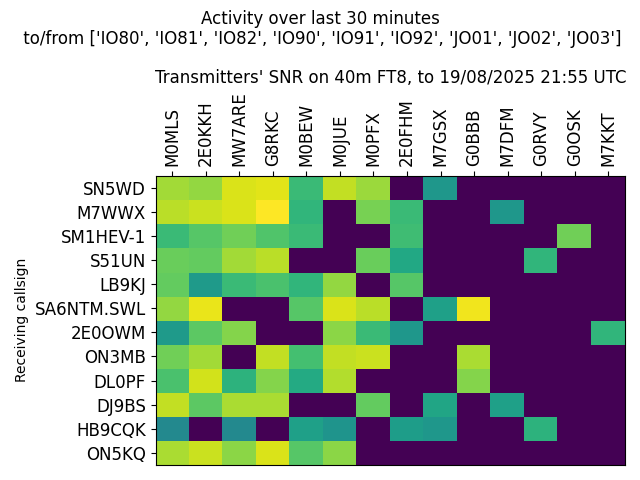 Activity over last 30 minutes
to/from ['IO80', 'IO81', 'IO82', 'IO90', 'IO91', 'IO92', 'JO01', 'JO02', 'JO03']
Transmitters' SNR on 40m FT8, to 19/08/2025 21:55 UTC
M0MLS
2E0KKH
MW7ARE
G8RKC
M0BEW
M0JUE
M0PFX
2E0FHM
M7GSX
G0BBB
M7DFM
G0RVY
G0OSK
M7KKT
Receiving callsign
SN5WD
M7WWX
SM1HEV-1
S51UN
LB9KJ
SA6NTM.SWL
2E0OWM
ON3MB
DL0PF
DJ9BS
HB9CQK
ON5KQ